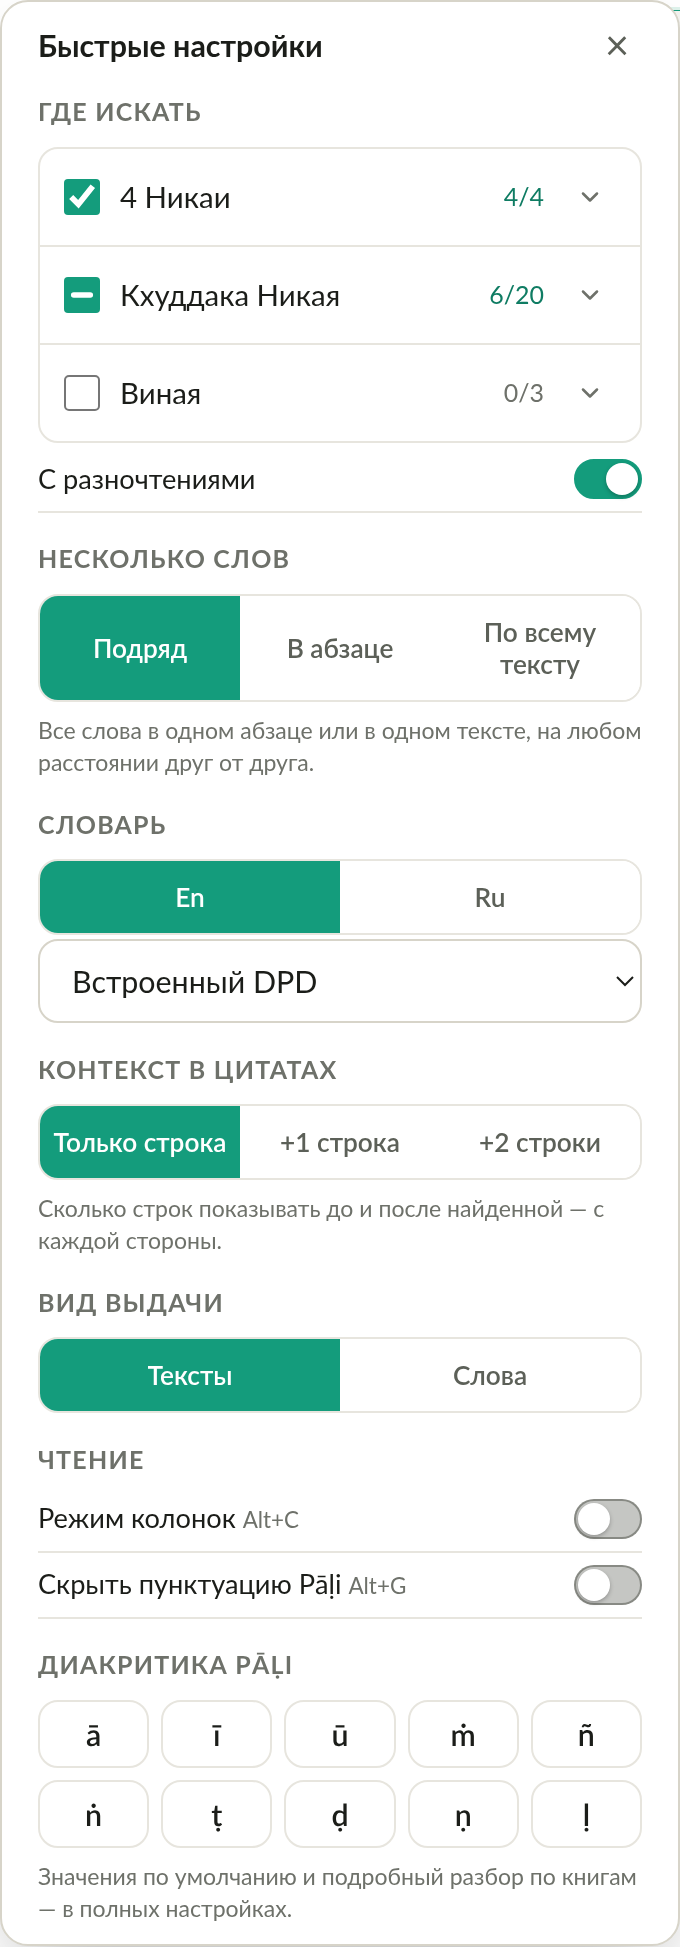 Быстрые настройки
ГДЕ ИСКАТЬ
4 Никаи 4/4
Кхуддака Никая 6/20
Виная 0/3
С разночтениями
НЕСКОЛЬКО СЛОВ
Подряд В абзаце По всему
тексту
Все слова в одном абзаце или в одном тексте, на любом
расстоянии друг от друга.
СЛОВАРЬ
En Ru
Встроенный DPD
КОНТЕКСТ В ЦИТАТАХ
Только строка +1 строка +2 строки
Сколько строк показывать до и после найденной — с
каждой стороны.
ВИД ВЫДАЧИ
Тексты Слова
ЧТЕНИЕ
Режим колонок Alt+C
Скрыть пунктуацию Pāḷi Alt+G
ДИАКРИТИКА PĀḶI
ā ī ū ṁ ñ
ṅ ṭ ḍ ṇ ḷ
Значения по умолчанию и подробный разбор по книгам
— в полных настройках.